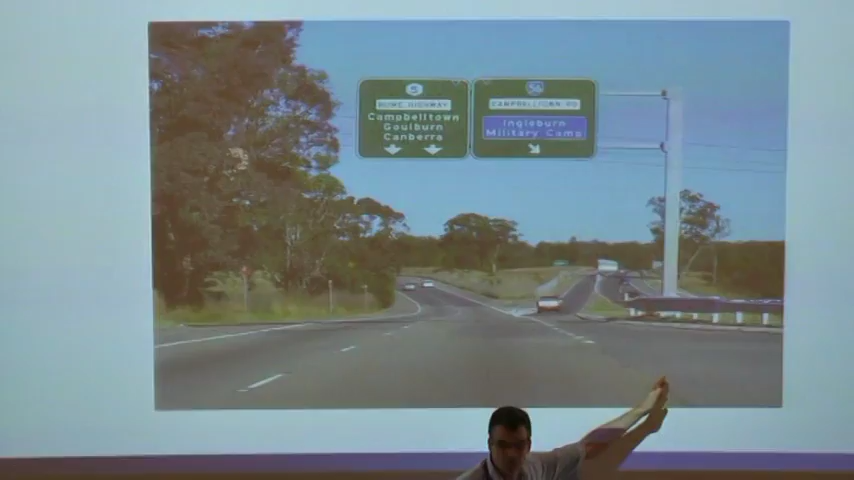 5
HUME HIGHWAY
Campbelltown
Goulburn
Canberra
56
CAMPBELLTOWN RD
Ingleburn
Military Camp